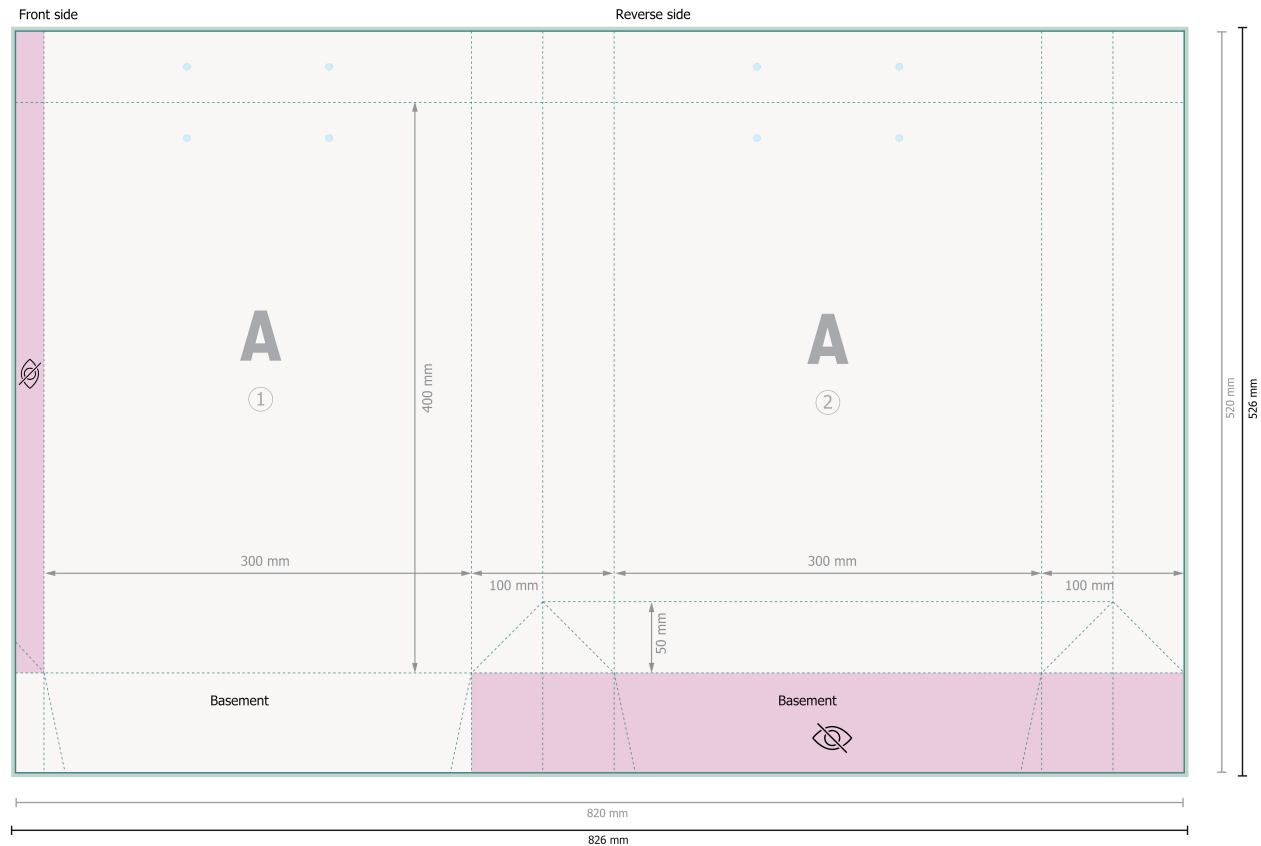 Front side
Reverse side
A
1
A
2
400 mm
520 mm
526 mm
300 mm
100 mm
300 mm
100 mm
50 mm
Basement
Basement
820 mm
826 mm